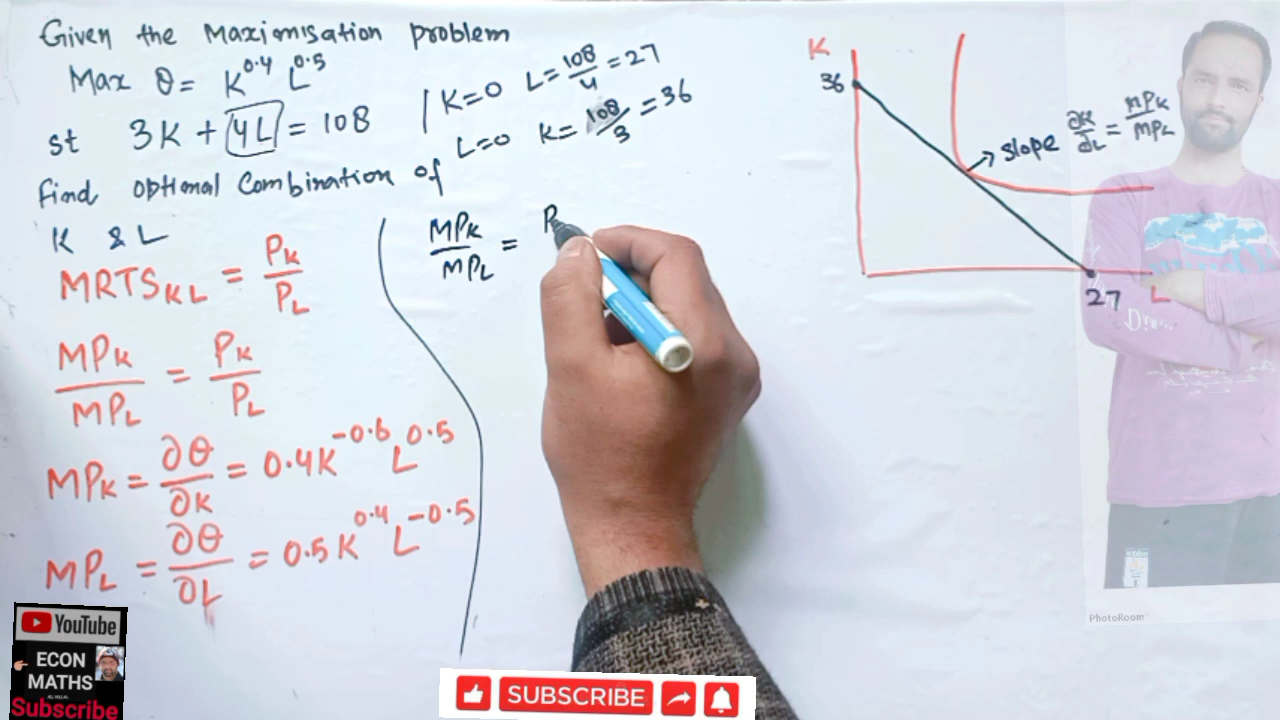 Given the Maximisation problem
Max θ = K^0.4 L^0.5
st 3K + 4L = 108
K=0 L=108/4=27
L=0 K=108/3=36
find optimal Combination of
K & L
MRTS_KL = P_K/P_L
MP_K/MP_L = P_K/P_L
MP_K = ∂θ/∂K = 0.4K^-0.6 L^0.5
MP_L = ∂θ/∂L = 0.5K^0.4 L^-0.5
MP_K/MP_L = P
K
36
slope ∂K/∂L = MP_K/MP_L
27
L
YouTube
ECON
MATHS
Subscribe
SUBSCRIBE
PhotoRoom